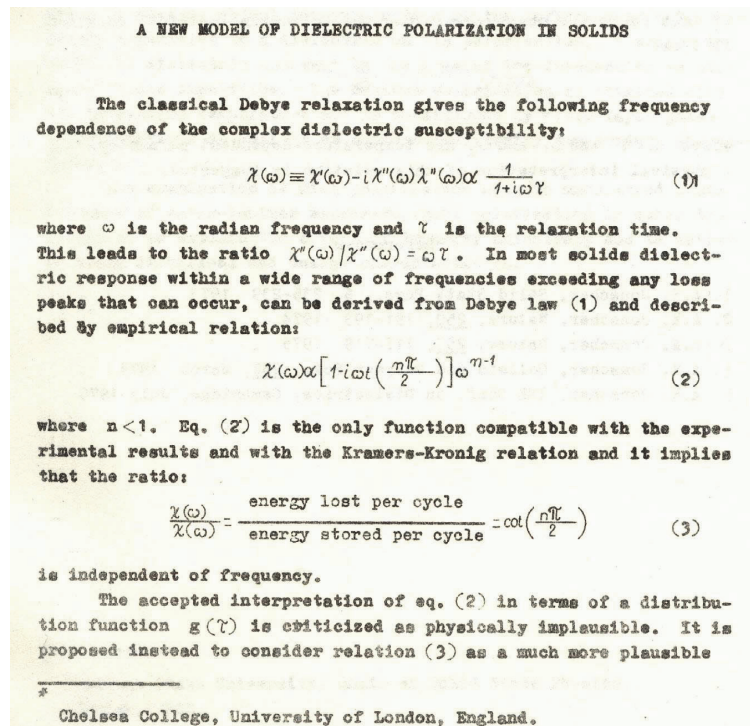 A NEW MODEL OF DIELECTRIC POLARIZATION IN SOLIDS
The classical Debye relaxation gives the following frequency
dependence of the complex dielectric susceptibility:
χ(ω) ≡ χ'(ω)-iχ''(ω)χ''(ω)α 1/(1+iωτ) (1)
where ω is the radian frequency and τ is the relaxation time.
This leads to the ratio χ''(ω)/χ''(ω) = ωτ. In most solids dielect-
ric response within a wide range of frequencies exceeding any loss
peaks that can occur, can be derived from Debye law (1) and descri-
bed By empirical relation:
χ(ω)α[1-iωt(nπ/2)]ω^(n-1) (2)
where n<1. Eq. (2) is the only function compatible with the expe-
rimental results and with the Kramers-Kronig relation and it implies
that the ratio:
χ(ω)/χ(ω) = energy lost per cycle/energy stored per cycle = cot(nπ/2) (3)
is independent of frequency.
The accepted interpretation of eq. (2) in terms of a distribu-
tion function g(τ) is criticized as physically implausible. It is
proposed instead to consider relation (3) as a much more plausible
*
Chelsea College, University of London, England.